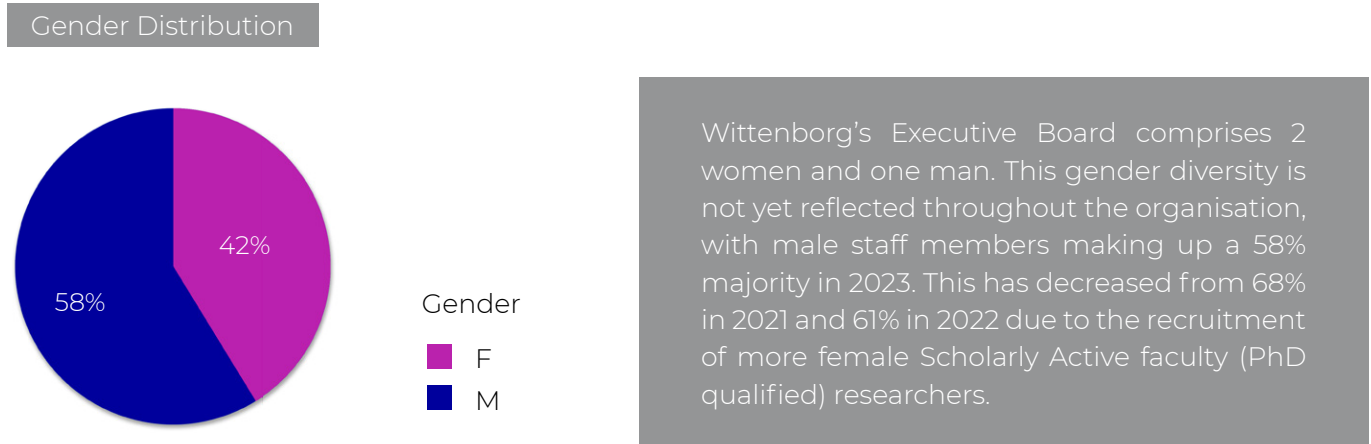 Gender Distribution
42%
58%
Gender
F
M
Wittenborg’s Executive Board comprises 2
women and one man. This gender diversity is
not yet reflected throughout the organisation,
with male staff members making up a 58%
majority in 2023. This has decreased from 68%
in 2021 and 61% in 2022 due to the recruitment
of more female Scholarly Active faculty (PhD
qualified) researchers.